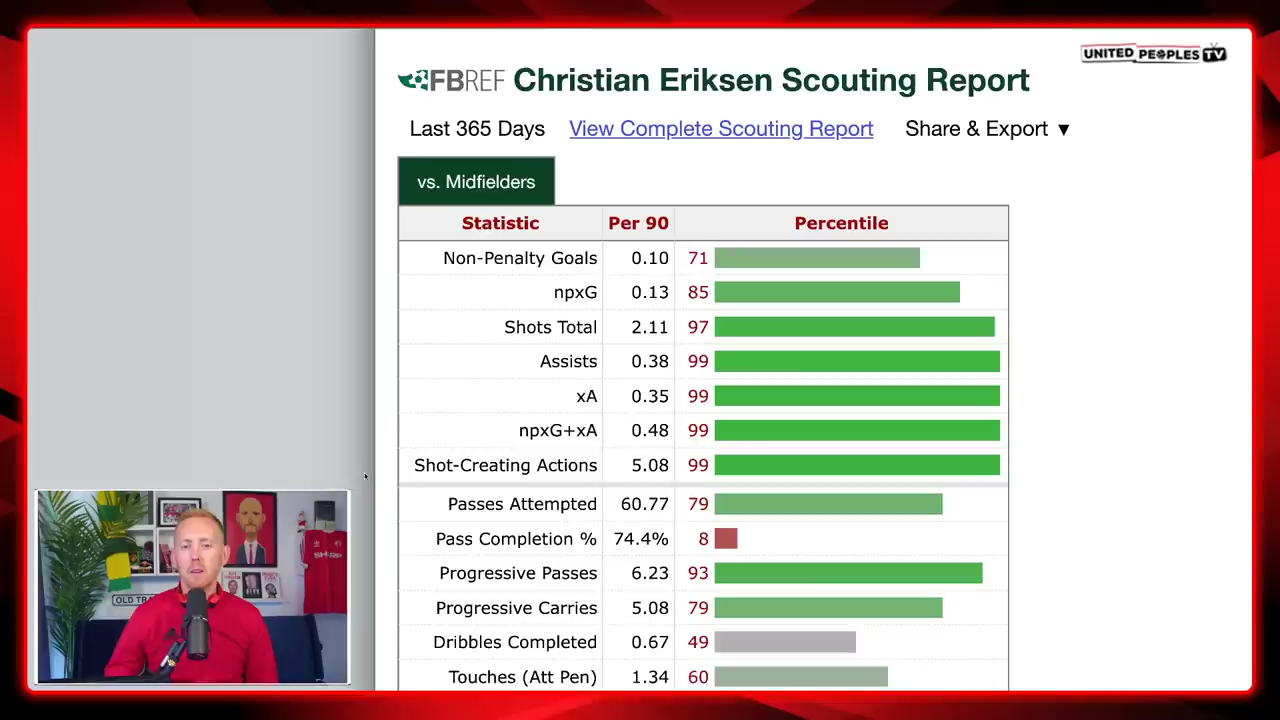 UNITED PEOPLES TV
FBREF Christian Eriksen Scouting Report
Last 365 Days View Complete Scouting Report Share & Export ▼
vs. Midfielders
Statistic Per 90 Percentile
Non-Penalty Goals 0.10 71
npxG 0.13 85
Shots Total 2.11 97
Assists 0.38 99
xA 0.35 99
npxG+xA 0.48 99
Shot-Creating Actions 5.08 99
Passes Attempted 60.77 79
Pass Completion % 74.4% 8
Progressive Passes 6.23 93
Progressive Carries 5.08 79
Dribbles Completed 0.67 49
Touches (Att Pen) 1.34 60
OLD TRA
SHARP